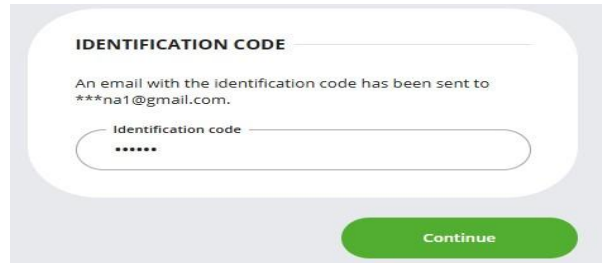 IDENTIFICATION CODE
An email with the identification code has been sent to
***na1@gmail.com.
Identification code
••••••
Continue